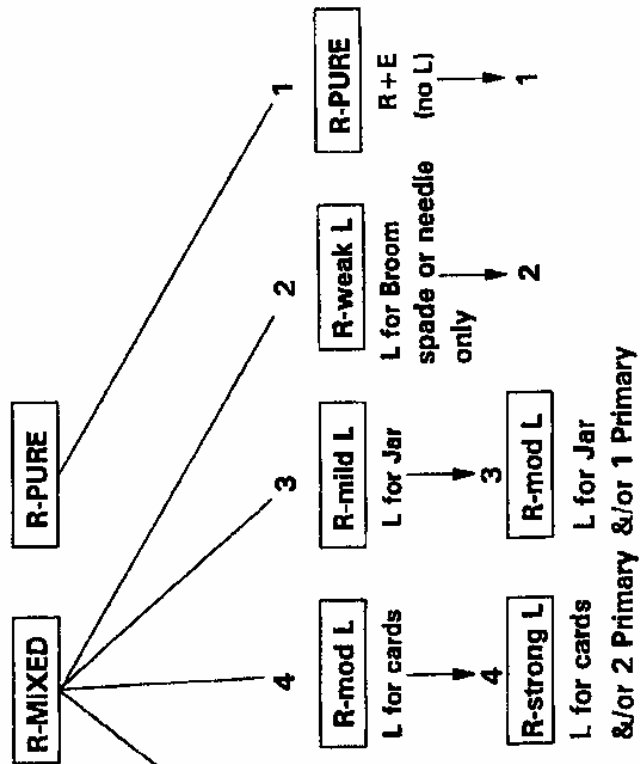 R-MIXED R-PURE
4 3 2 1
R-mod L R-mild L R-weak L R-PURE
L for cards L for Jar L for Broom R+E
spade or needle (no L)
only
4 3 2 1
R-strong L R-mod L
L for cards L for Jar
&/or 2 Primary &/or 1 Primary